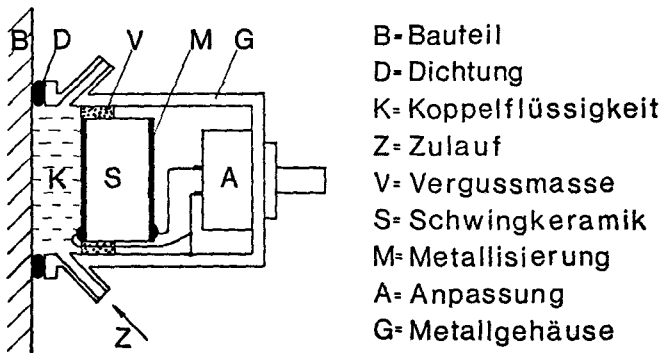 B D V M G
K S A
Z
B=Bauteil
D=Dichtung
K=Koppelflüssigkeit
Z=Zulauf
V=Vergussmasse
S=Schwingkeramik
M=Metallisierung
A=Anpassung
G=Metallgehäuse